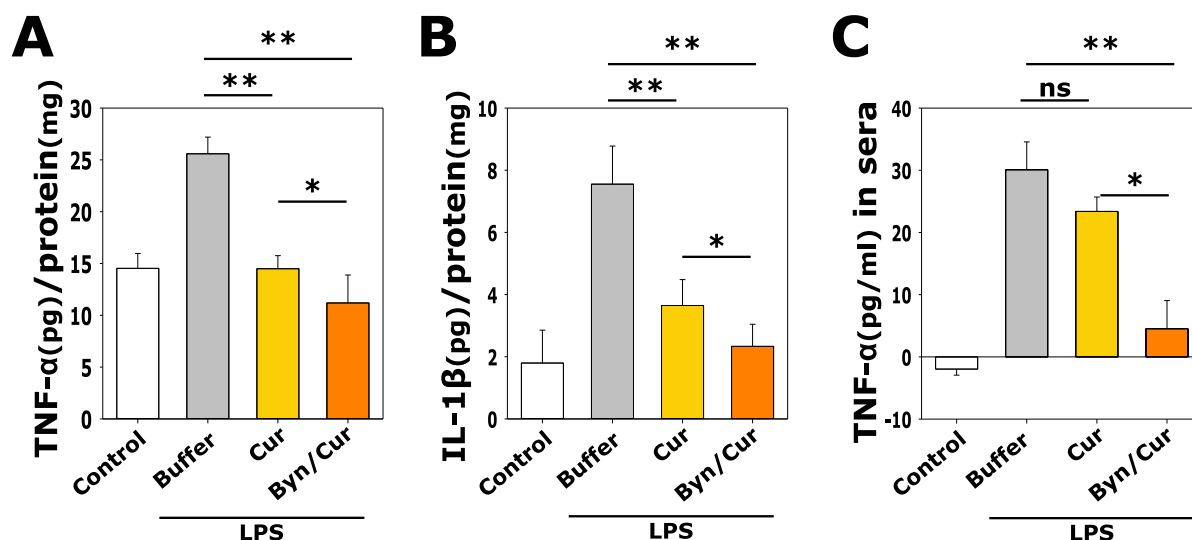 A
**
**
*
TNF-α(pg)/protein(mg)
30
25
20
15
10
5
0
Control
Buffer
Cur
Byn/Cur
LPS
B
**
**
*
IL-1β(pg)/protein(mg)
10
8
6
4
2
0
Control
Buffer
Cur
Byn/Cur
LPS
C
**
ns
*
TNF-α(pg/ml) in sera
40
30
20
10
0
-10
Control
Buffer
Cur
Byn/Cur
LPS